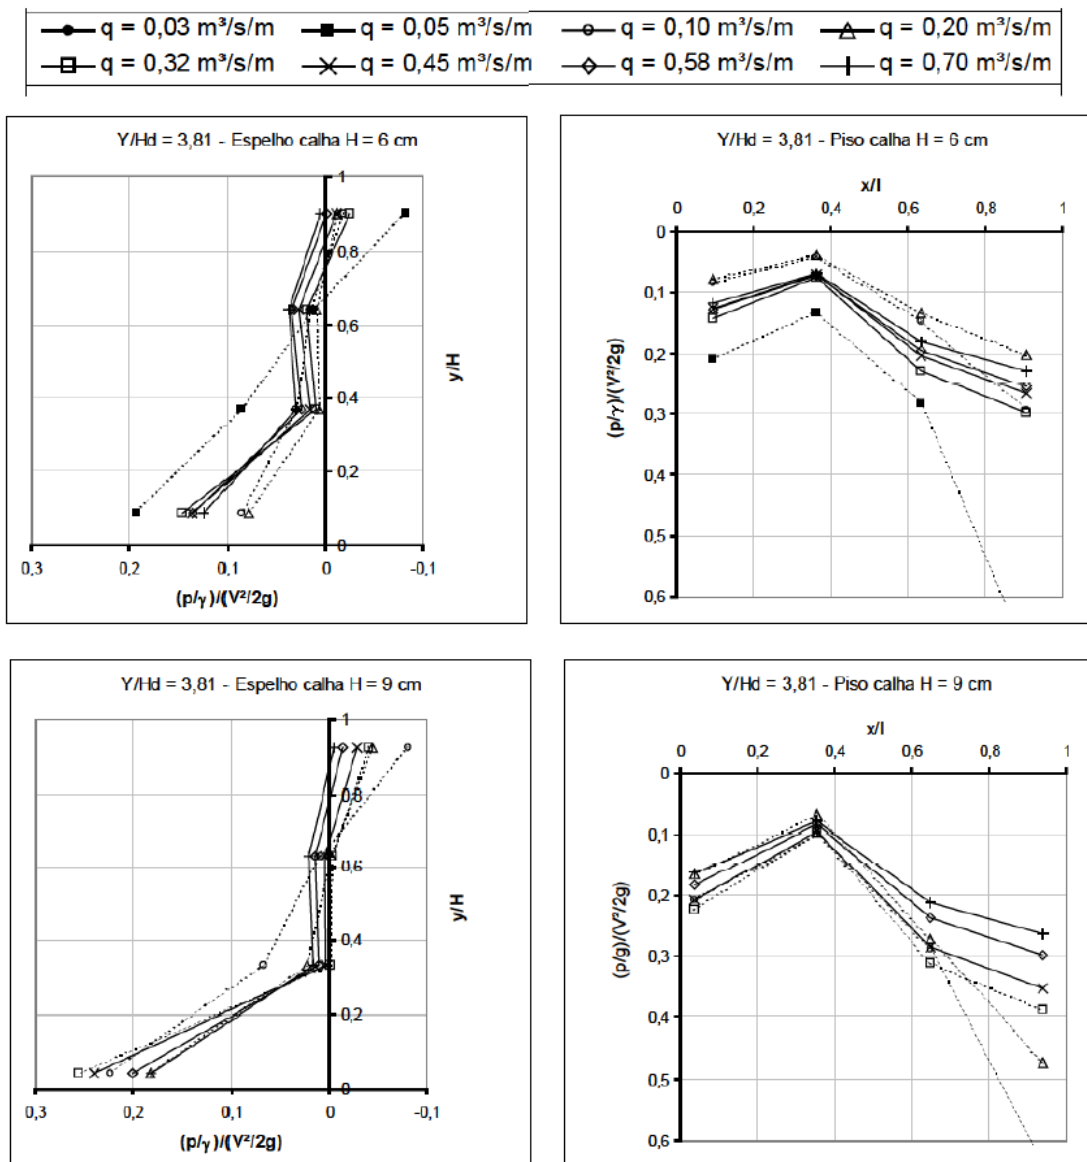 q = 0,03 m³/s/m q = 0,05 m³/s/m q = 0,10 m³/s/m q = 0,20 m³/s/m
q = 0,32 m³/s/m q = 0,45 m³/s/m q = 0,58 m³/s/m q = 0,70 m³/s/m
Y/Hd = 3,81 - Espelho calha H = 6 cm
1
0,8
0,6
0,4
0,2
0
y/H
0,3 0,2 0,1 0 -0,1
(p/γ)/(V²/2g)
Y/Hd = 3,81 - Piso calha H = 6 cm
x/l
0 0,2 0,4 0,6 0,8 1
0
0,1
0,2
0,3
0,4
0,5
0,6
(p/γ)/(V²/2g)
Y/Hd = 3,81 - Espelho calha H = 9 cm
1
0,8
0,6
0,4
0,2
0
y/H
0,3 0,2 0,1 0 -0,1
(p/γ)/(V²/2g)
Y/Hd = 3,81 - Piso calha H = 9 cm
x/l
0 0,2 0,4 0,6 0,8 1
0
0,1
0,2
0,3
0,4
0,5
0,6
(p/g)/(V²/2g)